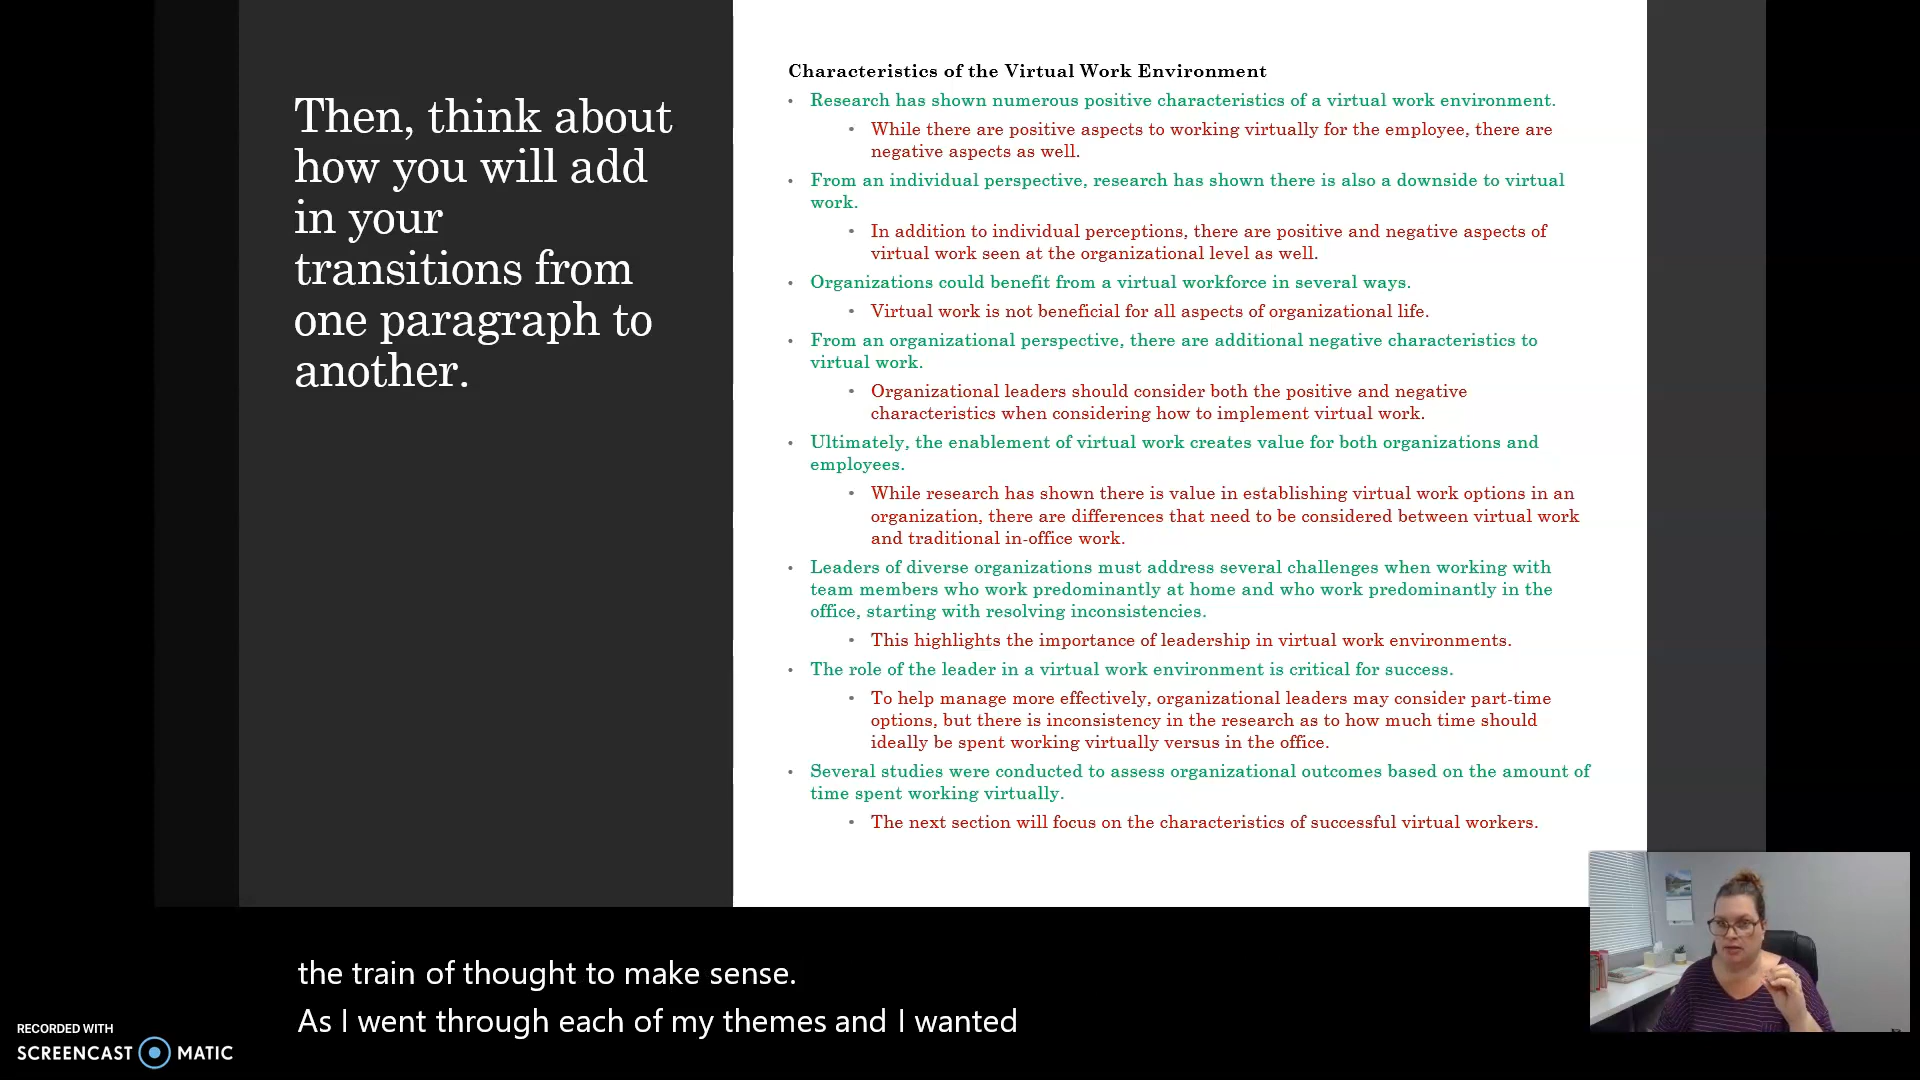 Then, think about
how you will add
in your
transitions from
one paragraph to
another.
Characteristics of the Virtual Work Environment
• Research has shown numerous positive characteristics of a virtual work environment.
• While there are positive aspects to working virtually for the employee, there are
negative aspects as well.
• From an individual perspective, research has shown there is also a downside to virtual
work.
• In addition to individual perceptions, there are positive and negative aspects of
virtual work seen at the organizational level as well.
• Organizations could benefit from a virtual workforce in several ways.
• Virtual work is not beneficial for all aspects of organizational life.
• From an organizational perspective, there are additional negative characteristics to
virtual work.
• Organizational leaders should consider both the positive and negative
characteristics when considering how to implement virtual work.
• Ultimately, the enablement of virtual work creates value for both organizations and
employees.
• While research has shown there is value in establishing virtual work options in an
organization, there are differences that need to be considered between virtual work
and traditional in-office work.
• Leaders of diverse organizations must address several challenges when working with
team members who work predominantly at home and who work predominantly in the
office, starting with resolving inconsistencies.
• This highlights the importance of leadership in virtual work environments.
• The role of the leader in a virtual work environment is critical for success.
• To help manage more effectively, organizational leaders may consider part-time
options, but there is inconsistency in the research as to how much time should
ideally be spent working virtually versus in the office.
• Several studies were conducted to assess organizational outcomes based on the amount of
time spent working virtually.
• The next section will focus on the characteristics of successful virtual workers.
the train of thought to make sense.
As I went through each of my themes and I wanted
RECORDED WITH
SCREENCAST MATIC